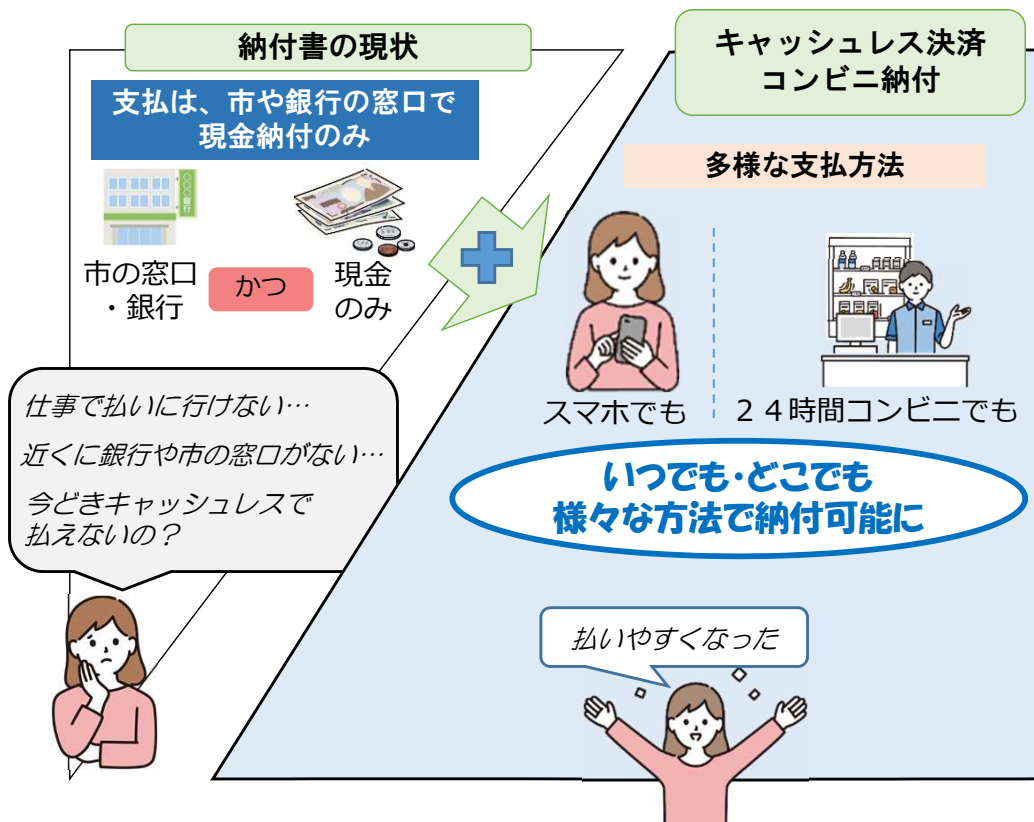 納付書の現状
支払は、市や銀行の窓口で
現金納付のみ
〇〇〇銀行
市の窓口
・銀行
かつ
現金
のみ
仕事で払いに行けない…
近くに銀行や市の窓口がない…
今どきキャッシュレスで
払えないの？
キャッシュレス決済
コンビニ納付
多様な支払方法
スマホでも
２４時間コンビニでも
いつでも・どこでも
様々な方法で納付可能に
払いやすくなった